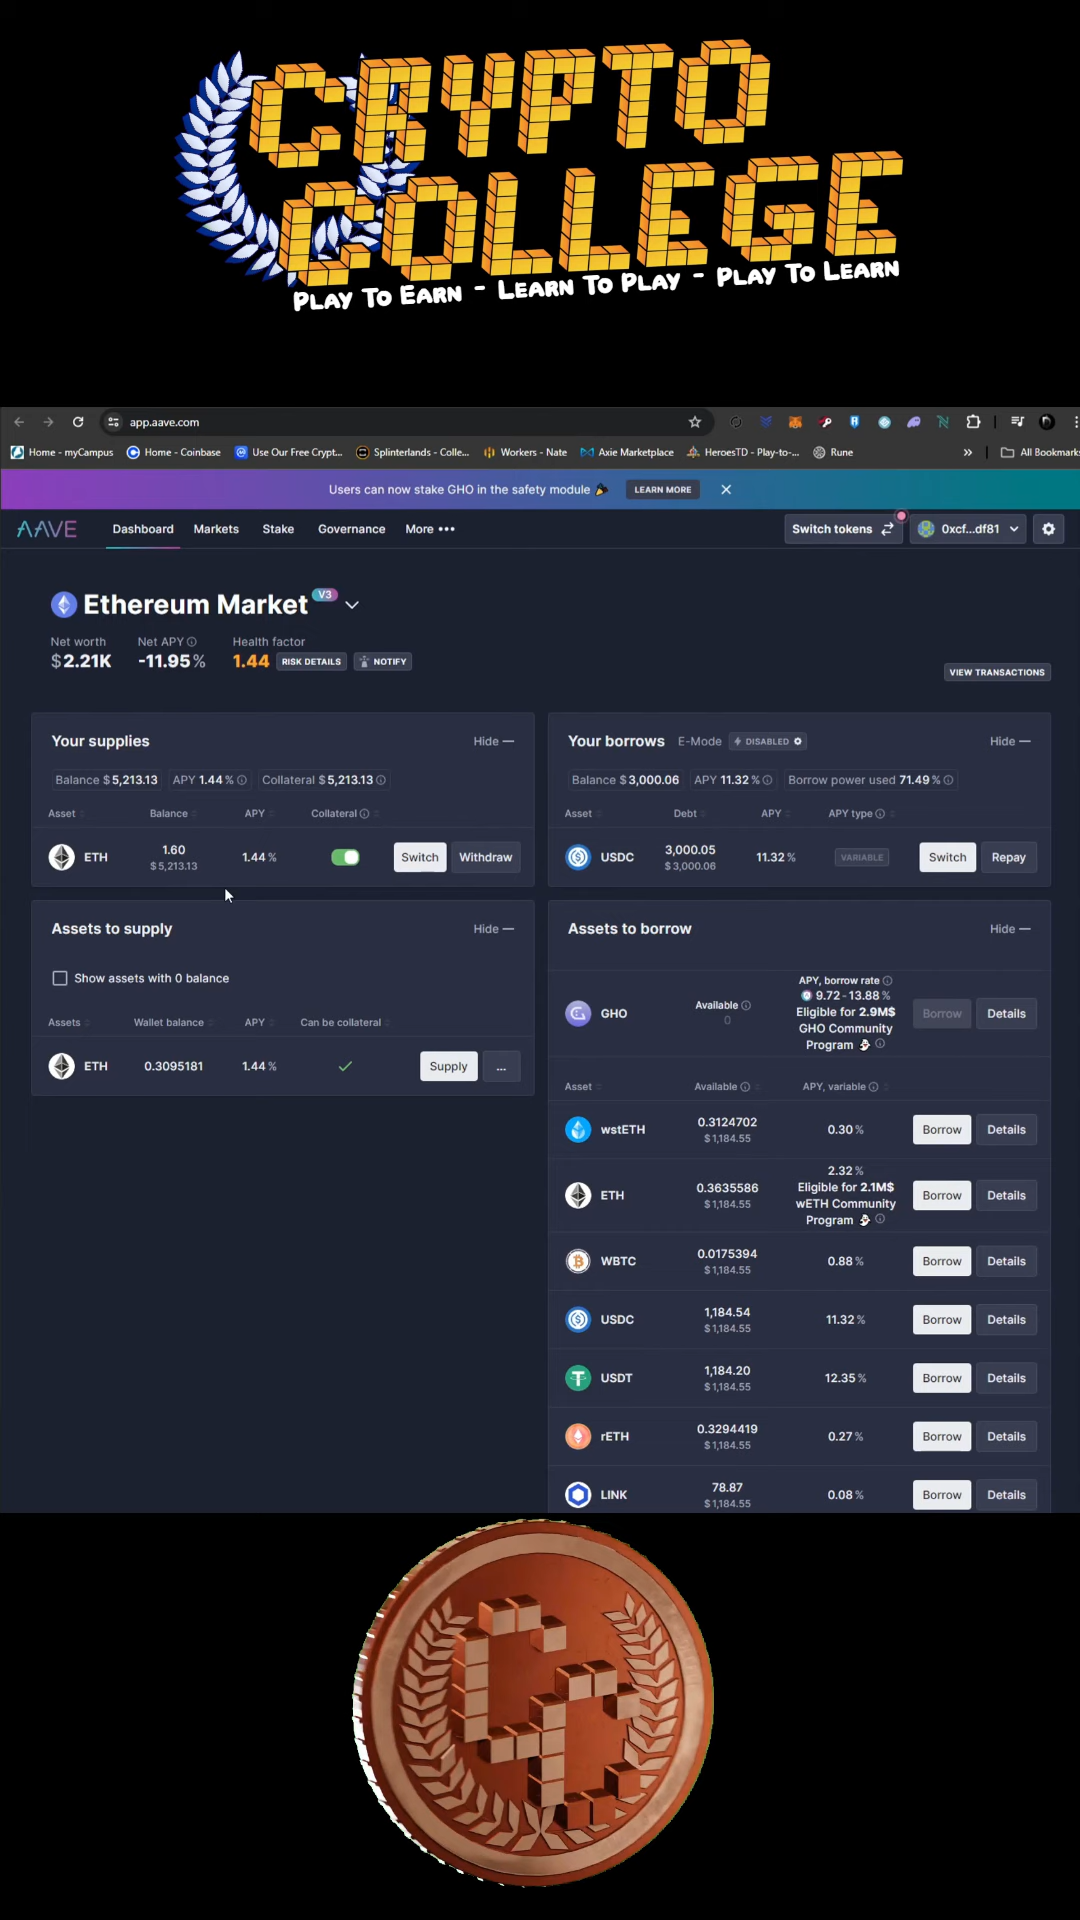 CRYPTO
COLLEGE
PLAY TO EARN - LEARN TO PLAY - PLAY TO LEARN
app.aave.com
Home - myCampus
Home - Coinbase
Use Our Free Crypt...
Splinterlands - Colle...
Workers - Nate
Axie Marketplace
HeroesTD - Play-to-...
Rune
»
All Bookmarks
Users can now stake GHO in the safety module
LEARN MORE
AAVE
Dashboard
Markets
Stake
Governance
More •••
Switch tokens
0xcf...df81
Ethereum Market V3
Net worth
Net APY
Health factor
$2.21K
-11.95 %
1.44
RISK DETAILS
NOTIFY
VIEW TRANSACTIONS
Your supplies
Hide —
Balance $ 5,213.13
APY 1.44 %
Collateral $ 5,213.13
Asset
Balance
APY
Collateral
ETH
1.60
$ 5,213.13
1.44 %
Switch
Withdraw
Your borrows
E-Mode
DISABLED
Hide —
Balance $ 3,000.06
APY 11.32 %
Borrow power used 71.49 %
Asset
Debt
APY
APY type
USDC
3,000.05
$ 3,000.06
11.32 %
VARIABLE
Switch
Repay
Assets to supply
Hide —
Show assets with 0 balance
Assets
Wallet balance
APY
Can be collateral
ETH
0.3095181
1.44 %
Supply
...
Assets to borrow
Hide —
GHO
Available
0
APY, borrow rate
9.72 - 13.88 %
Eligible for 2.9M$
GHO Community
Program
Borrow
Details
Asset
Available
APY, variable
wstETH
0.3124702
$ 1,184.55
0.30 %
Borrow
Details
ETH
0.3635586
$ 1,184.55
2.32 %
Eligible for 2.1M$
wETH Community
Program
Borrow
Details
WBTC
0.0175394
$ 1,184.55
0.88 %
Borrow
Details
USDC
1,184.54
$ 1,184.55
11.32 %
Borrow
Details
USDT
1,184.20
$ 1,184.55
12.35 %
Borrow
Details
rETH
0.3294419
$ 1,184.55
0.27 %
Borrow
Details
LINK
78.87
$ 1,184.55
0.08 %
Borrow
Details